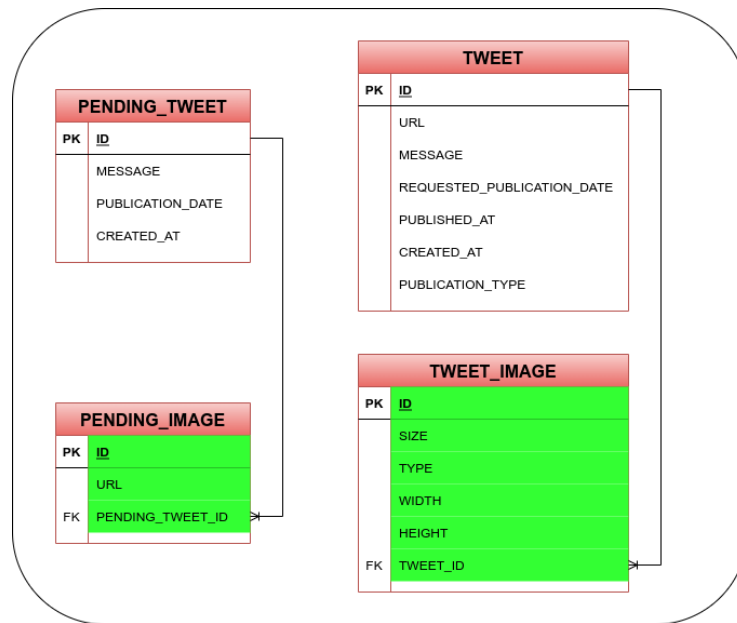 PENDING_TWEET
PK ID
MESSAGE
PUBLICATION_DATE
CREATED_AT
TWEET
PK ID
URL
MESSAGE
REQUESTED_PUBLICATION_DATE
PUBLISHED_AT
CREATED_AT
PUBLICATION_TYPE
PENDING_IMAGE
PK ID
URL
FK PENDING_TWEET_ID
TWEET_IMAGE
PK ID
SIZE
TYPE
WIDTH
HEIGHT
FK TWEET_ID